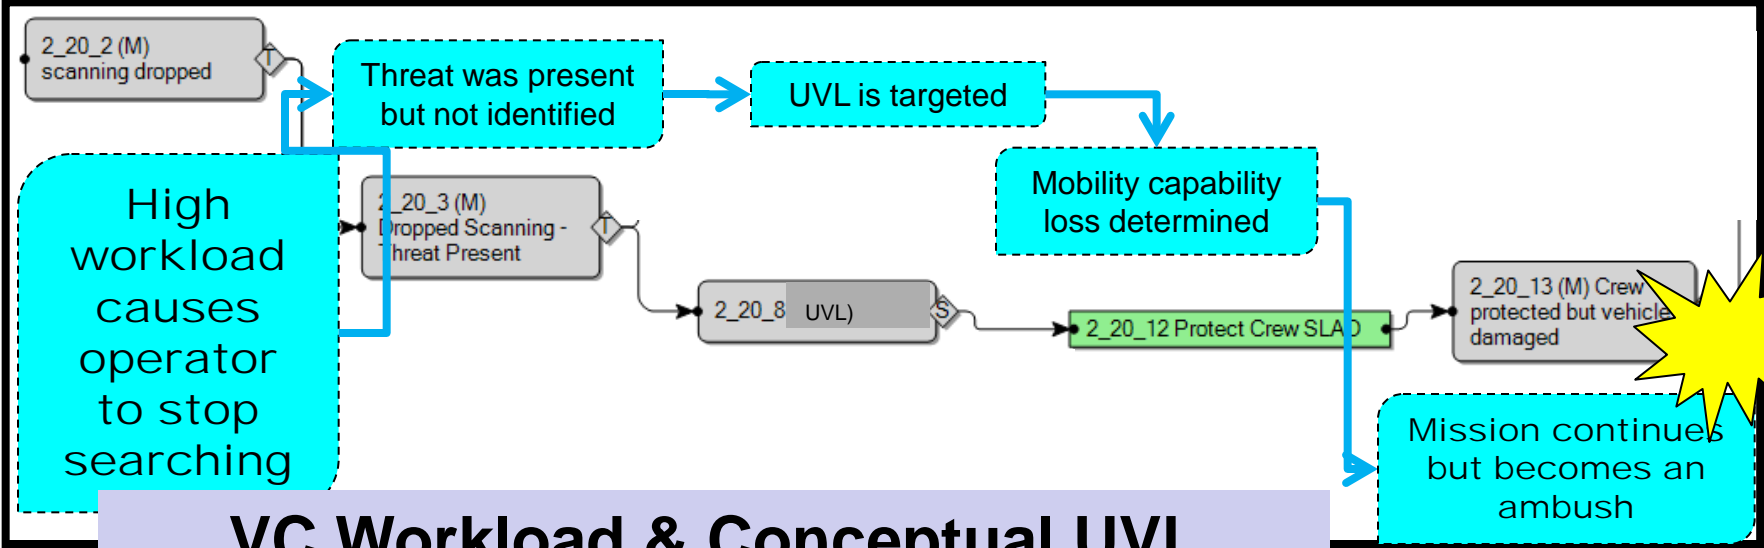 2_20_2 (M)
scanning dropped
T
Threat was present
but not identified
UVL is targeted
Mobility capability
loss determined
High
workload
causes
operator
to stop
searching
2_20_3 (M)
Dropped Scanning -
Threat Present
T
2_20_8
UVL)
S
2_20_12 Protect Crew SLAD
2_20_13 (M) Crew
protected but vehicle
damaged
Mission continues
but becomes an
ambush
VC Workload & Conceptual UVL